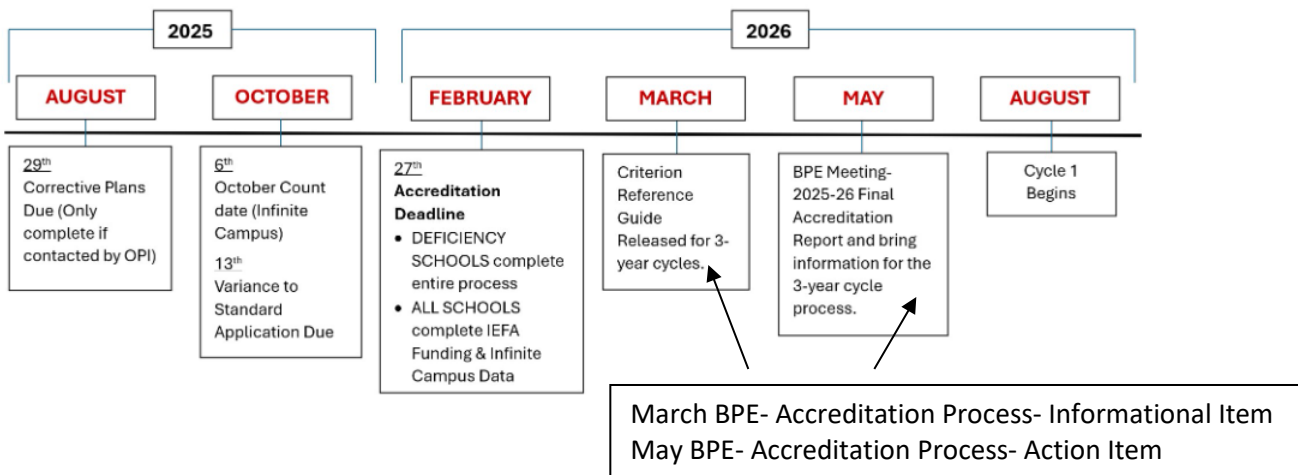 2025
2026
AUGUST
OCTOBER
FEBRUARY
MARCH
MAY
AUGUST
29th
Corrective Plans
Due (Only
complete if
contacted by OPI)
6th
October Count
date (Infinite
Campus)
13th
Variance to
Standard
Application Due
27th
Accreditation
Deadline
• DEFICIENCY
SCHOOLS complete
entire process
• ALL SCHOOLS
complete IEFA
Funding & Infinite
Campus Data
Criterion
Reference
Guide
Released for 3-
year cycles.
BPE Meeting-
2025-26 Final
Accreditation
Report and bring
information for the
3-year cycle
process.
Cycle 1
Begins
March BPE- Accreditation Process- Informational Item
May BPE- Accreditation Process- Action Item